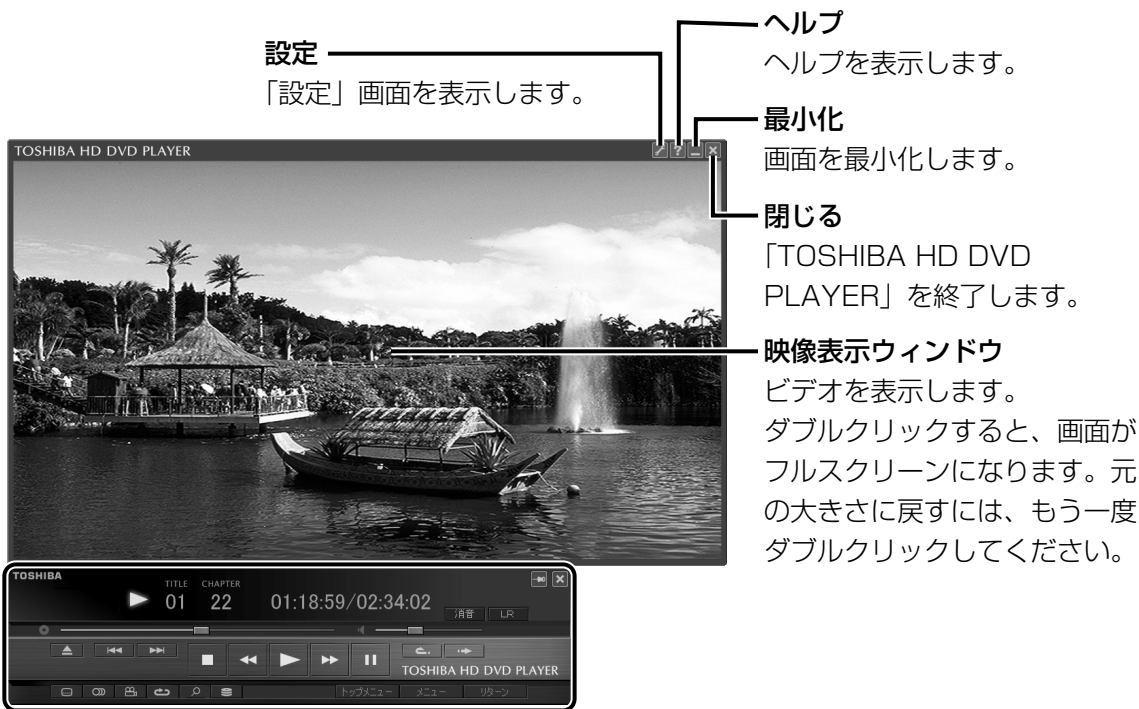 設定
「設定」画面を表示します。
ヘルプ
ヘルプを表示します。
最小化
画面を最小化します。
閉じる
「TOSHIBA HD DVD
PLAYER」を終了します。
映像表示ウィンドウ
ビデオを表示します。
ダブルクリックすると、画面が
フルスクリーンになります。元
の大きさに戻すには、もう一度
ダブルクリックしてください。
TOSHIBA HD DVD PLAYER
TOSHIBA
TITLE CHAPTER
01 22 01:18:59/02:34:02
消音 LR
TOSHIBA HD DVD PLAYER
トップメニュー メニュー リターン